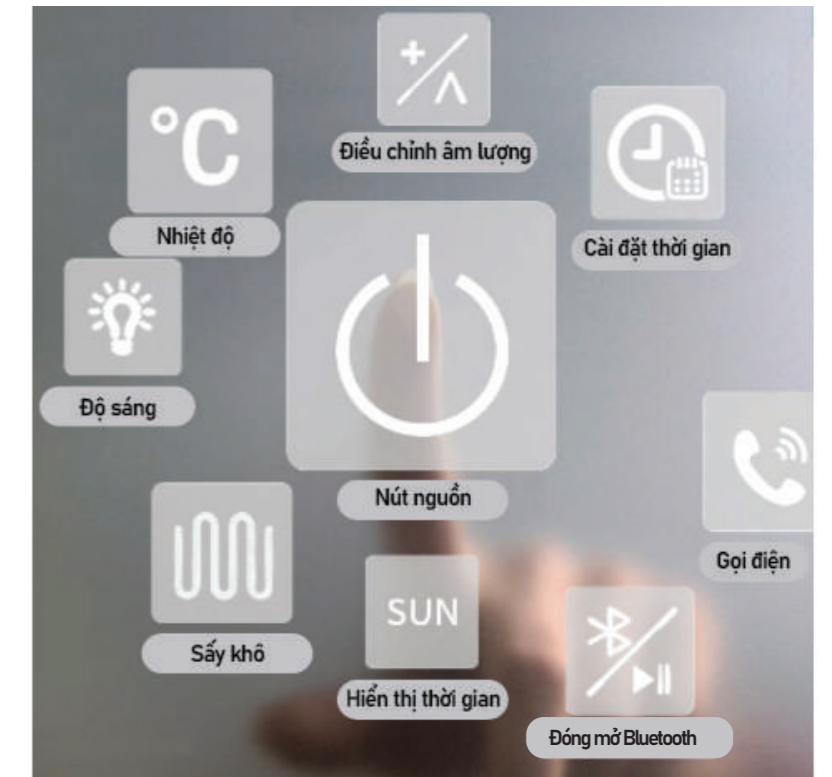 +/Λ
Điều chỉnh âm lượng
°C
Nhiệt độ
Cài đặt thời gian
Độ sáng
Nút nguồn
Gọi điện
Sấy khô
SUN
Hiển thị thời gian
Đóng mở Bluetooth